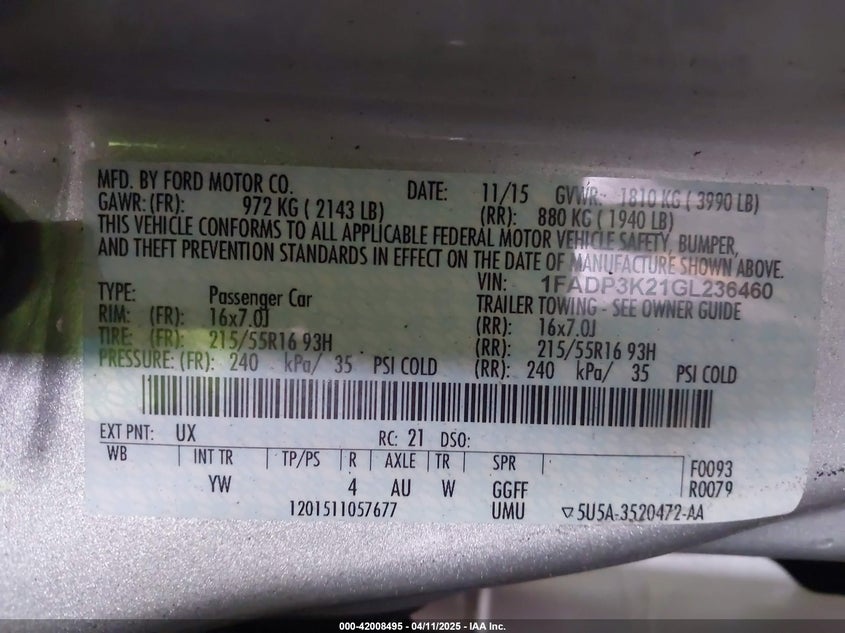 MFD. BY FORD MOTOR CO. DATE: 11/15 GVWR: 1810 KG ( 3990 LB)
GAWR: (FR): 972 KG ( 2143 LB) (RR): 880 KG ( 1940 LB)
THIS VEHICLE CONFORMS TO ALL APPLICABLE FEDERAL MOTOR VEHICLE SAFETY, BUMPER,
AND THEFT PREVENTION STANDARDS IN EFFECT ON THE DATE OF MANUFACTURE SHOWN ABOVE.
VIN: 1FADP3K21GL236460
TYPE: Passenger Car TRAILER TOWING - SEE OWNER GUIDE
RIM: (FR): 16x7.0J (RR): 16x7.0J
TIRE: (FR): 215/55R16 93H (RR): 215/55R16 93H
PRESSURE: (FR): 240 kPa/ 35 PSI COLD (RR): 240 kPa/ 35 PSI COLD
EXT PNT: UX RC: 21 DSO:
WB INT TR TP/PS R AXLE TR SPR F0093
YW 4 AU W GGFF R0079
1201511057677 UMU ▽5U5A-3520472-AA
000-42008495 — 04/11/2025 — IAA Inc.